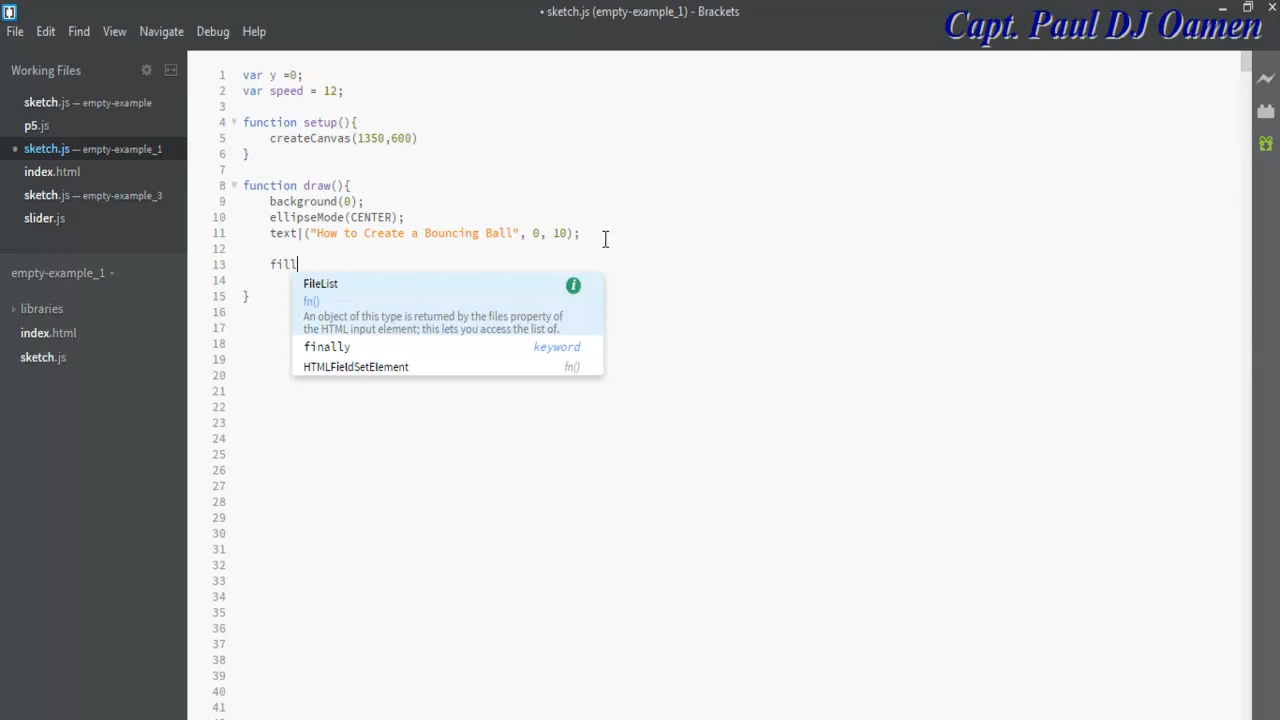 • sketch.js (empty-example_1) - Brackets
Capt. Paul DJ Oamen
File Edit Find View Navigate Debug Help
Working Files
sketch.js — empty-example
p5.js
• sketch.js — empty-example_1
index.html
sketch.js — empty-example_3
slider.js
empty-example_1
libraries
index.html
sketch.js
1 var y =0;
2 var speed = 12;
3
4 function setup(){
5 createCanvas(1350,600)
6 }
7
8 function draw(){
9 background(0);
10 ellipseMode(CENTER);
11 text|("How to Create a Bouncing Ball", 0, 10);
12
13 fill
14
15 }
16
17
18
19
20
21
22
23
24
25
26
27
28
29
30
31
32
33
34
35
36
37
38
39
40
41
FileList
fn()
An object of this type is returned by the files property of
the HTML input element; this lets you access the list of.
finally keyword
HTMLFieldSetElement fn()